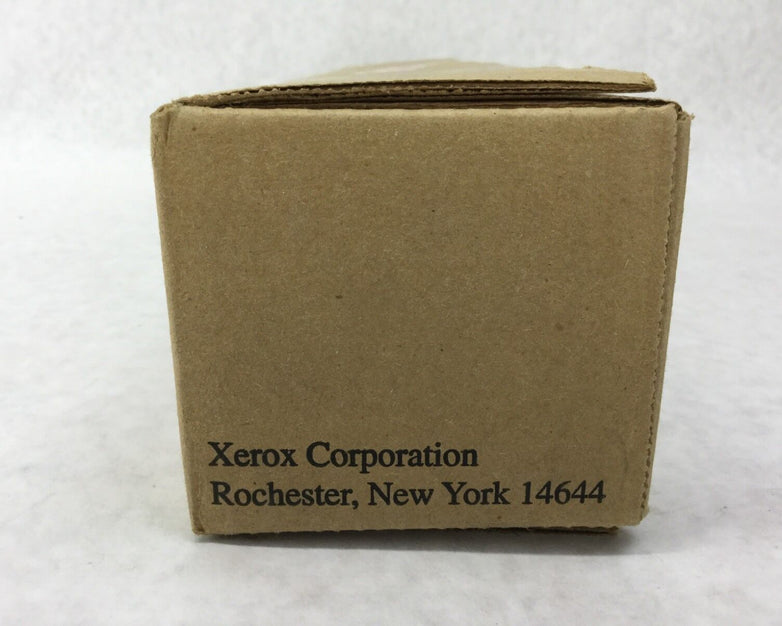 Xerox Corporation
Rochester, New York 14644